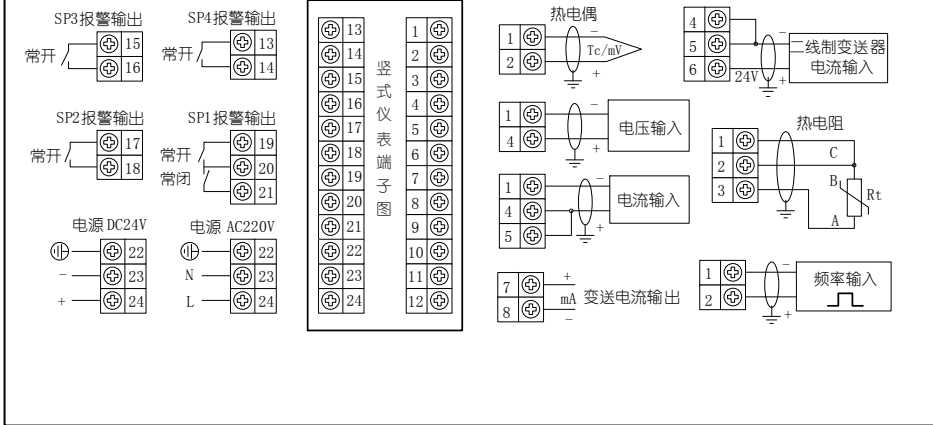 SP3报警输出
常开
15
16
SP4报警输出
常开
13
14
SP2报警输出
常开
17
18
SP1报警输出
常开
常闭
19
20
21
电源 DC24V
22
− 23
+ 24
电源 AC220V
22
N 23
L 24
13 1
14 2
15 3
16 4
17 5
18 6
19 7
20 8
21 9
22 10
23 11
24 12
竖式仪表端子图
热电偶
1 −
2 Tc/mV
+
4 −
5
6 24V +
二线制变送器
电流输入
1 −
4 +
电压输入
1 −
4
5 +
电流输入
热电阻
1
2 C
3 B Rt
A
7 +
mA 变送电流输出
8 −
1 −
2 +
频率输入